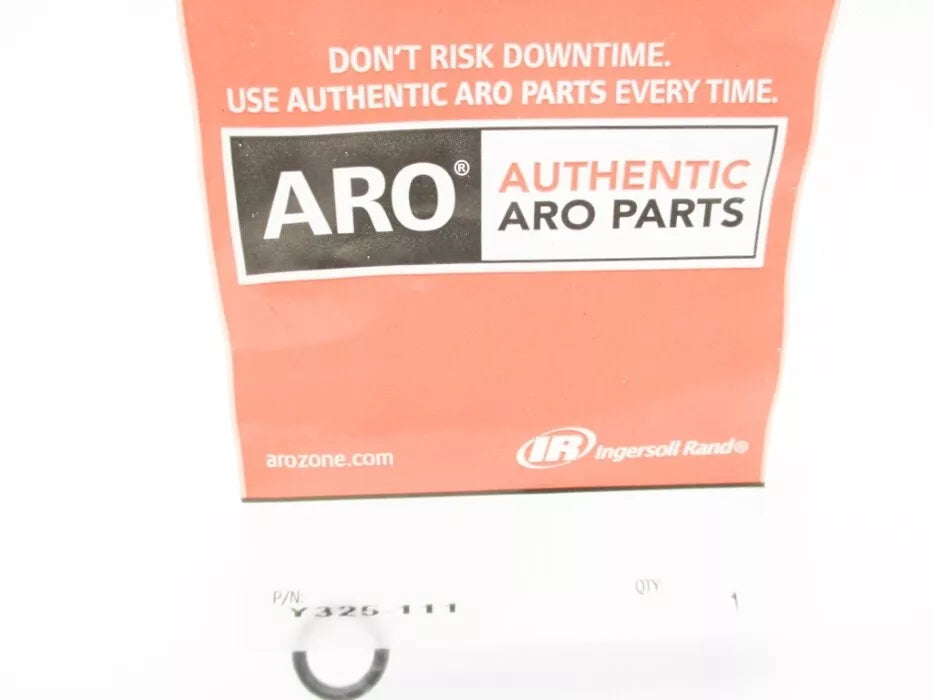 DON'T RISK DOWNTIME.
USE AUTHENTIC ARO PARTS EVERY TIME.
ARO®
AUTHENTIC
ARO PARTS
arozone.com
IR Ingersoll Rand®
P/N:
Y325-111
QTY:
1